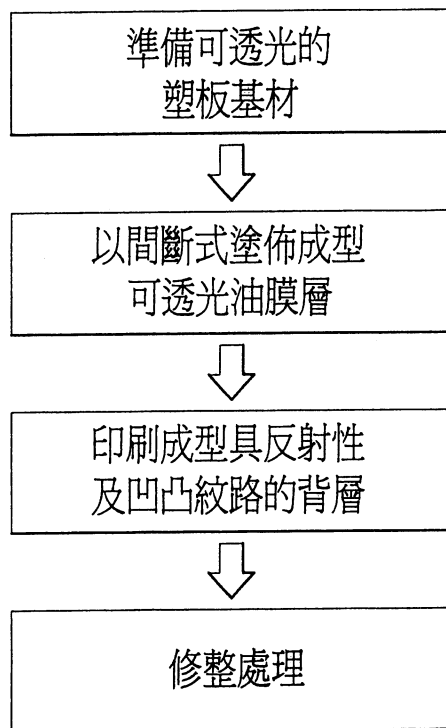 準備可透光的
塑板基材
以間斷式塗佈成型
可透光油膜層
印刷成型具反射性
及凹凸紋路的背層
修整處理